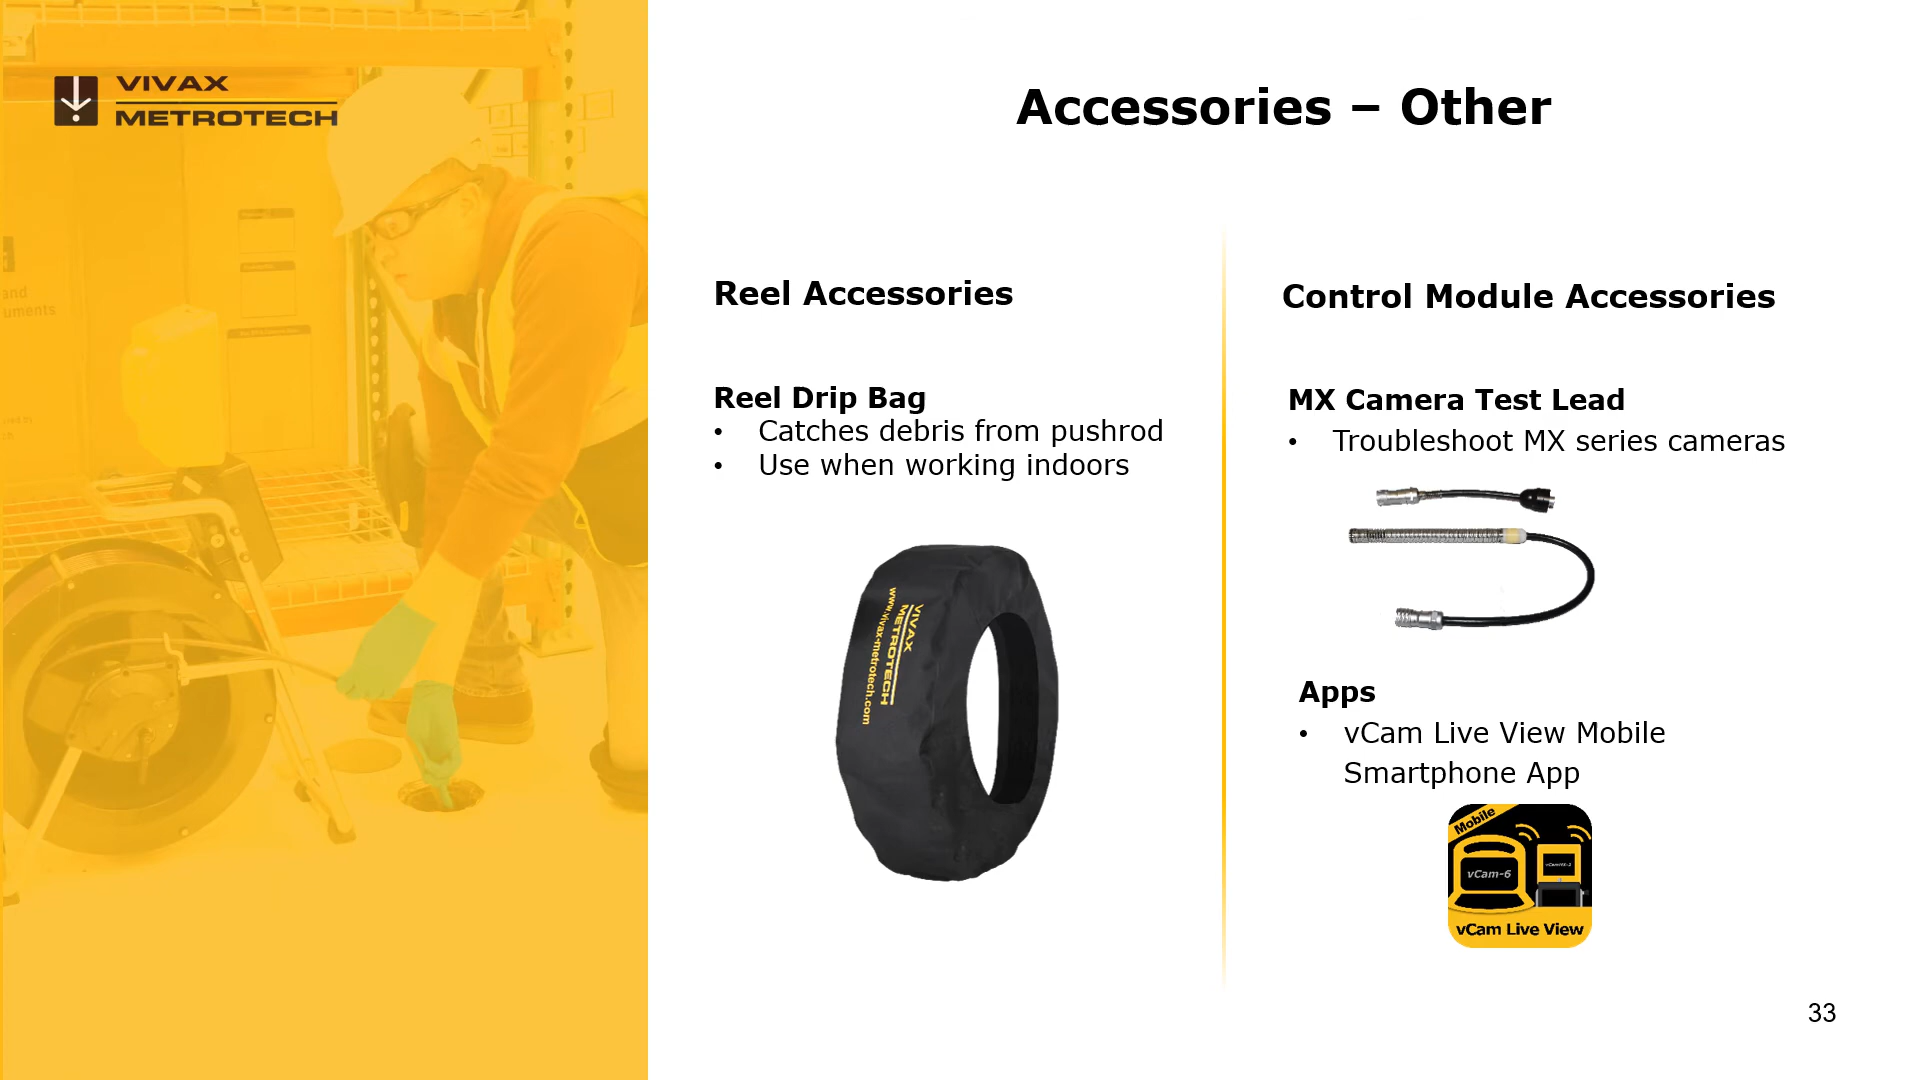 VIVAX
METROTECH
Accessories – Other
Reel Accessories
Reel Drip Bag
• Catches debris from pushrod
• Use when working indoors
VIVAX
METROTECH
www.vivax-metrotech.com
Control Module Accessories
MX Camera Test Lead
• Troubleshoot MX series cameras
Apps
• vCam Live View Mobile
Smartphone App
Mobile
vCam-6
vCam Live View
33
and
uments